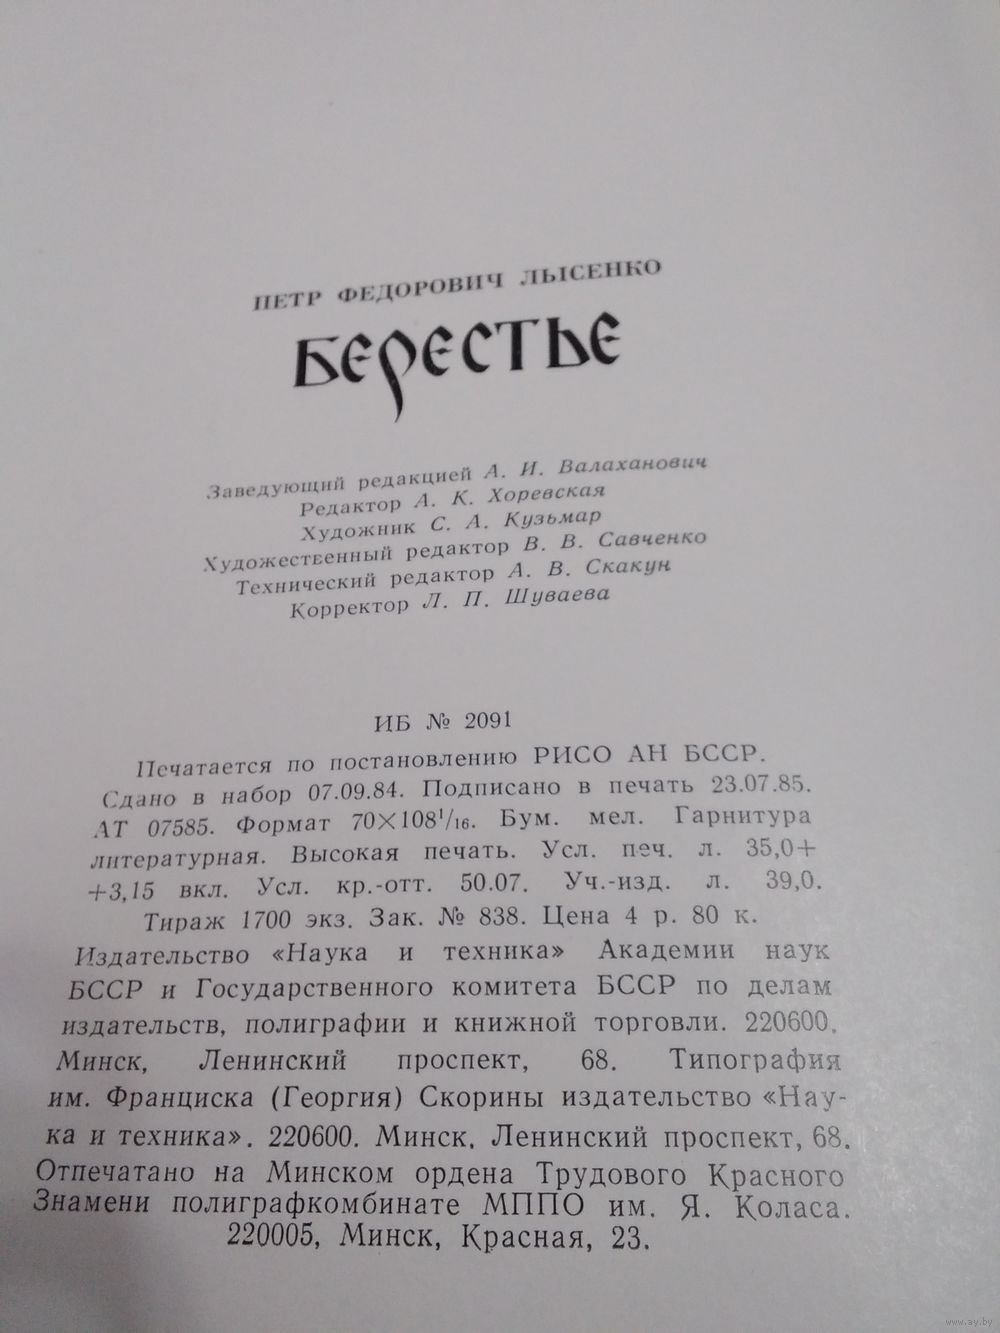 ПЕТР ФЕДОРОВИЧ ЛЫСЕНКО
БЕРЕСТЬЕ
Заведующий редакцией А. И. Валаханович
Редактор А. К. Хоревская
Художник С. А. Кузьмар
Художественный редактор В. В. Савченко
Технический редактор А. В. Скакун
Корректор Л. П. Шуваева
ИБ № 2091
Печатается по постановлению РИСО АН БССР.
Сдано в набор 07.09.84. Подписано в печать 23.07.85.
АТ 07585. Формат 70×108¹/₁₆. Бум. мел. Гарнитура
литературная. Высокая печать. Усл. печ. л. 35,0+
+3,15 вкл. Усл. кр.-отт. 50.07. Уч.-изд. л. 39,0.
Тираж 1700 экз. Зак. № 838. Цена 4 р. 80 к.
Издательство «Наука и техника» Академии наук
БССР и Государственного комитета БССР по делам
издательств, полиграфии и книжной торговли. 220600.
Минск, Ленинский проспект, 68. Типография
им. Франциска (Георгия) Скорины издательство «Нау-
ка и техника». 220600. Минск, Ленинский проспект, 68.
Отпечатано на Минском ордена Трудового Красного
Знамени полиграфкомбинате МППО им. Я. Коласа.
220005, Минск, Красная, 23.
www.ay.by